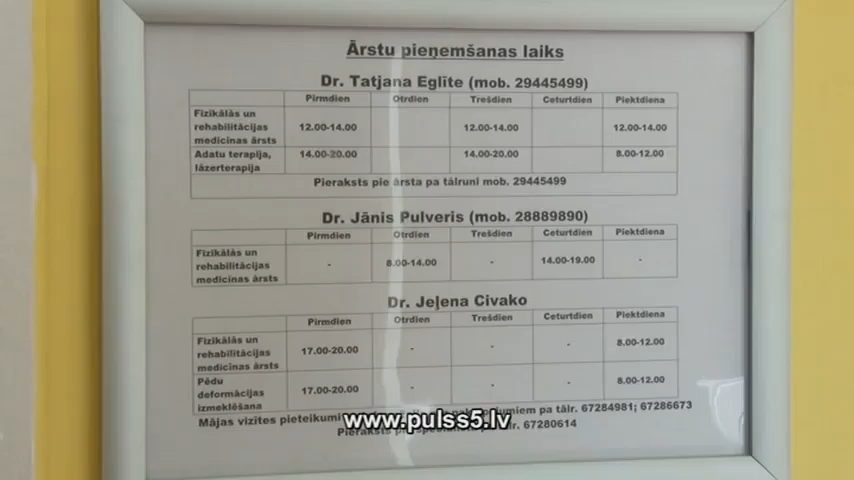 Ārstu pieņemšanas laiks
Dr. Tatjana Eglīte (mob. 29445499)
Pirmdien Otrdien Trešdien Ceturtdien Piektdiena
Fizikālās un
rehabilitācijas
medicīnas ārsts
12.00-14.00 12.00-14.00 12.00-14.00
Adatu terapija,
lāzerterapija
14.00-20.00 14.00-20.00 8.00-12.00
Pieraksts pie ārsta pa tālruni mob. 29445499
Dr. Jānis Pulveris (mob. 28889890)
Pirmdien Otrdien Trešdien Ceturtdien Piektdiena
Fizikālās un
rehabilitācijas
medicīnas ārsts
- 8.00-14.00 - 14.00-19.00 -
Dr. Jeļena Civako
Pirmdien Otrdien Trešdien Ceturtdien Piektdiena
Fizikālās un
rehabilitācijas
medicīnas ārsts
17.00-20.00 - - - 8.00-12.00
Pēdu
deformācijas
izmeklēšana
17.00-20.00 - - - 8.00-12.00
Mājas vizītes pieteikumi pa tālr. 67284981; 67286673
www.pulss5.lv
Pieraksts 67280614